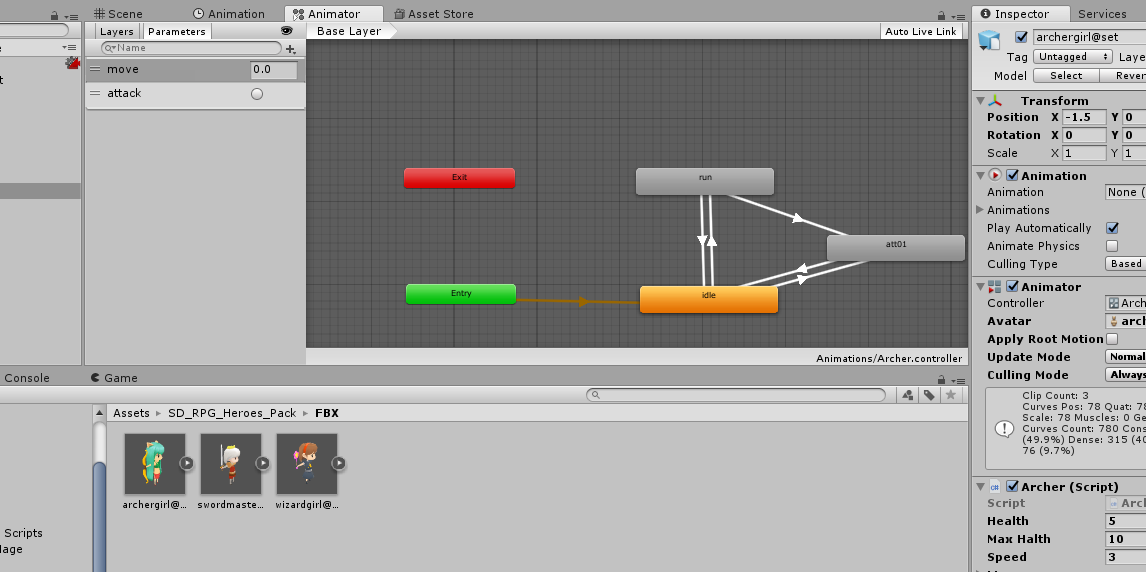 Scene
Animation
Animator
Asset Store
Layers
Parameters
Name
move
0.0
attack
Base Layer
Auto Live Link
Exit
run
att01
Entry
idle
Animations/Archer.controller
Inspector
Services
archergirl@set
Tag
Untagged
Laye
Model
Select
Rever
Transform
Position X -1.5 Y 0
Rotation X 0 Y 0
Scale X 1 Y 1
Animation
Animation None (
Animations
Play Automatically
Animate Physics
Culling Type Based
Animator
Controller Arch
Avatar arch
Apply Root Motion
Update Mode Normal
Culling Mode Always
Clip Count: 3
Curves Pos: 78 Quat: 78
Scale: 78 Muscles: 0 Ge
Curves Count: 780 Cons
(49.9%) Dense: 315 (40
76 (9.7%)
Archer (Script)
Script Arch
Health 5
Max Halth 10
Speed 3
Console
Game
Assets ▸ SD_RPG_Heroes_Pack ▸ FBX
archergirl@...
swordmaste...
wizardgirl@...
Scripts